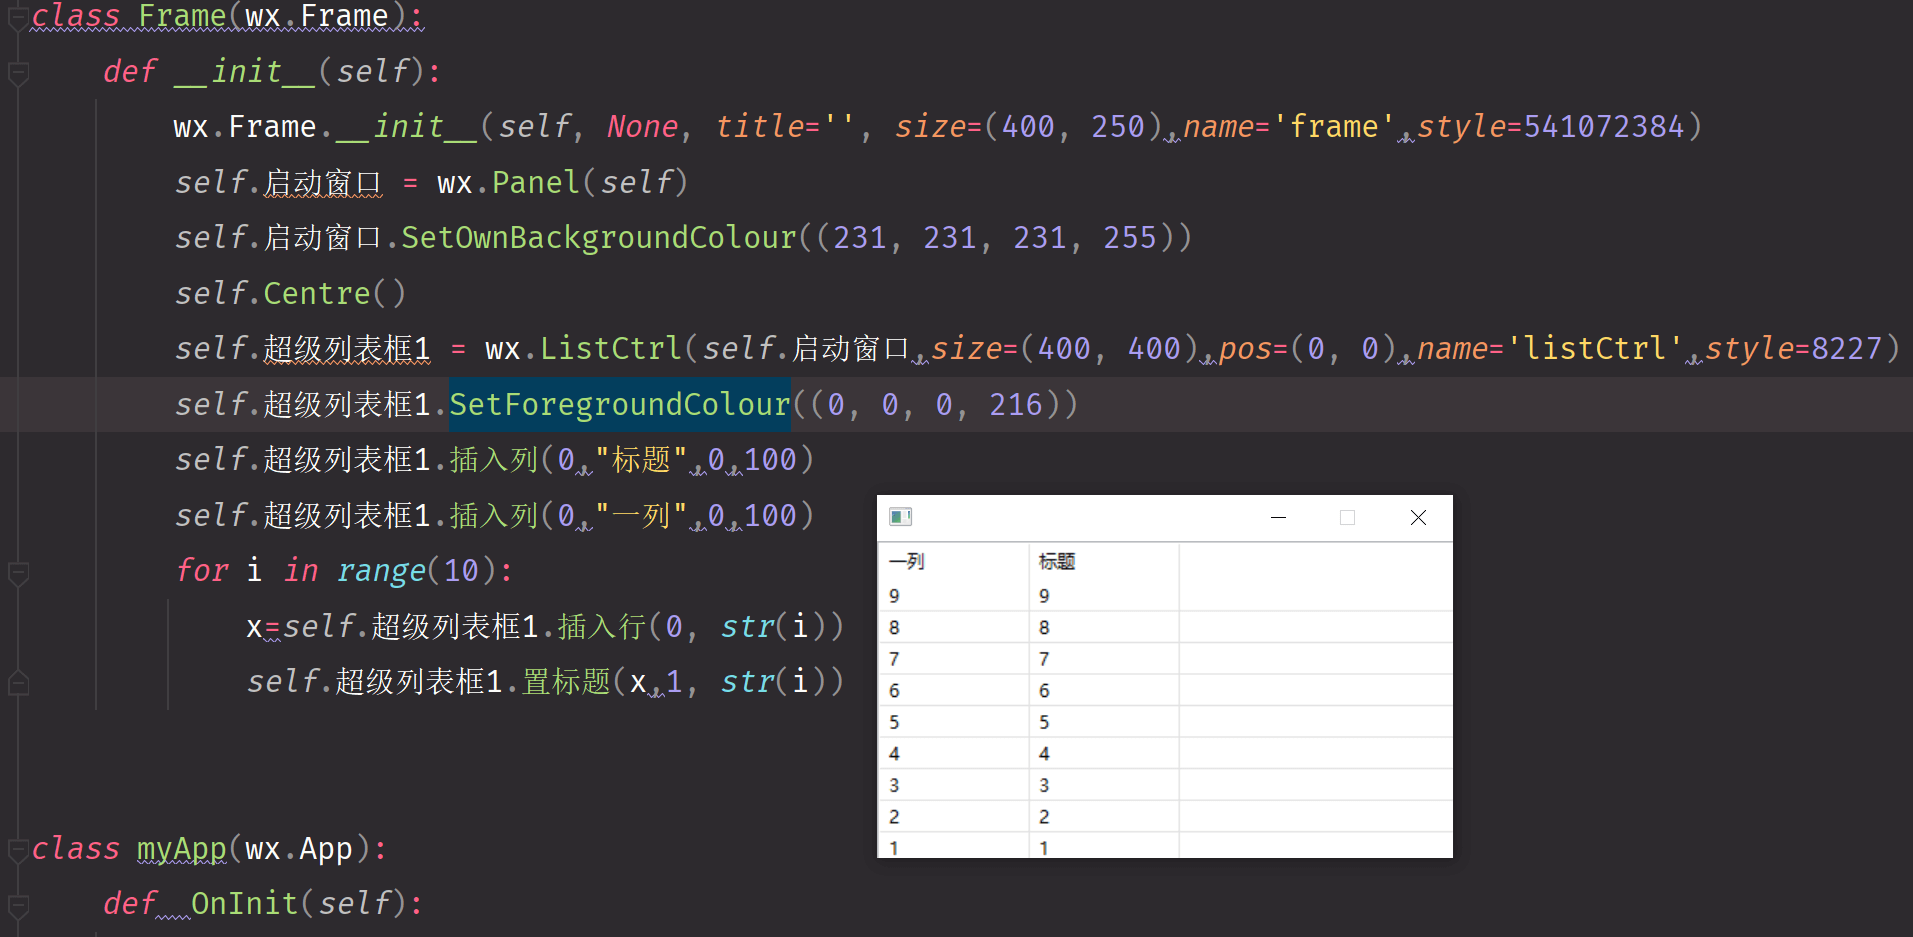 class Frame(wx.Frame):
def __init__(self):
wx.Frame.__init__(self, None, title='', size=(400, 250),name='frame',style=541072384)
self.启动窗口 = wx.Panel(self)
self.启动窗口.SetOwnBackgroundColour((231, 231, 231, 255))
self.Centre()
self.超级列表框1 = wx.ListCtrl(self.启动窗口,size=(400, 400),pos=(0, 0),name='listCtrl',style=8227)
self.超级列表框1.SetForegroundColour((0, 0, 0, 216))
self.超级列表框1.插入列(0,"标题",0,100)
self.超级列表框1.插入列(0,"一列",0,100)
for i in range(10):
x=self.超级列表框1.插入行(0, str(i))
self.超级列表框1.置标题(x,1, str(i))
class myApp(wx.App):
def  OnInit(self):
一列 标题
9 9
8 8
7 7
6 6
5 5
4 4
3 3
2 2
1 1